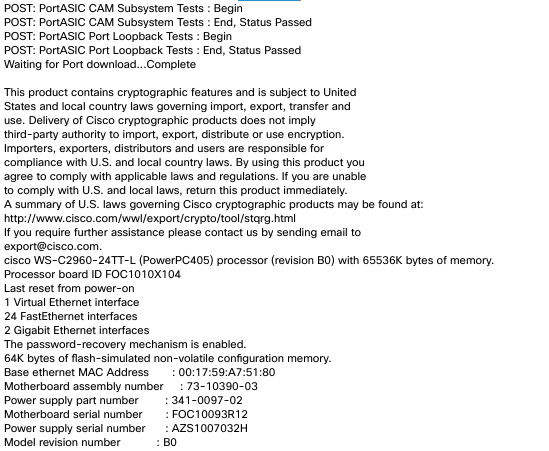 POST: PortASIC CAM Subsystem Tests : Begin
POST: PortASIC CAM Subsystem Tests : End, Status Passed
POST: PortASIC Port Loopback Tests : Begin
POST: PortASIC Port Loopback Tests : End, Status Passed
Waiting for Port download...Complete
This product contains cryptographic features and is subject to United
States and local country laws governing import, export, transfer and
use. Delivery of Cisco cryptographic products does not imply
third-party authority to import, export, distribute or use encryption.
Importers, exporters, distributors and users are responsible for
compliance with U.S. and local country laws. By using this product you
agree to comply with applicable laws and regulations. If you are unable
to comply with U.S. and local laws, return this product immediately.
A summary of U.S. laws governing Cisco cryptographic products may be found at:
http://www.cisco.com/wwl/export/crypto/tool/stqrg.html
If you require further assistance please contact us by sending email to
export@cisco.com.
cisco WS-C2960-24TT-L (PowerPC405) processor (revision B0) with 65536K bytes of memory.
Processor board ID FOC1010X104
Last reset from power-on
1 Virtual Ethernet interface
24 FastEthernet interfaces
2 Gigabit Ethernet interfaces
The password-recovery mechanism is enabled.
64K bytes of flash-simulated non-volatile configuration memory.
Base ethernet MAC Address : 00:17:59:A7:51:80
Motherboard assembly number : 73-10390-03
Power supply part number : 341-0097-02
Motherboard serial number : FOC10093R12
Power supply serial number : AZS1007032H
Model revision number : B0